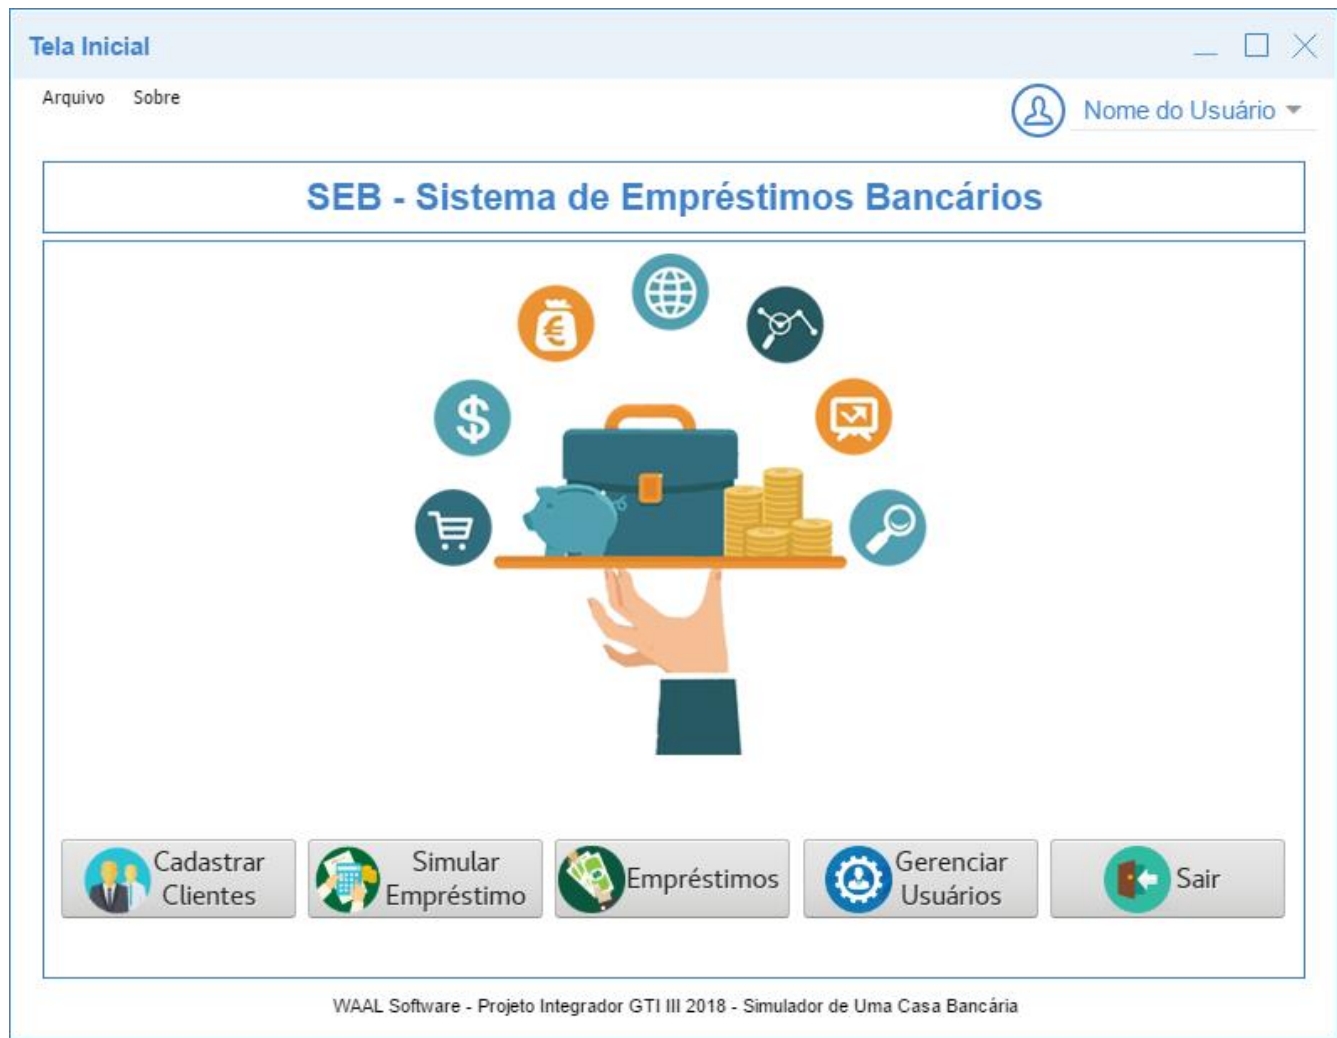 Tela Inicial
Arquivo Sobre
Nome do Usuário
SEB - Sistema de Empréstimos Bancários
€
$
Cadastrar
Clientes
Simular
Empréstimo
Empréstimos
Gerenciar
Usuários
Sair
WAAL Software - Projeto Integrador GTI III 2018 - Simulador de Uma Casa Bancária